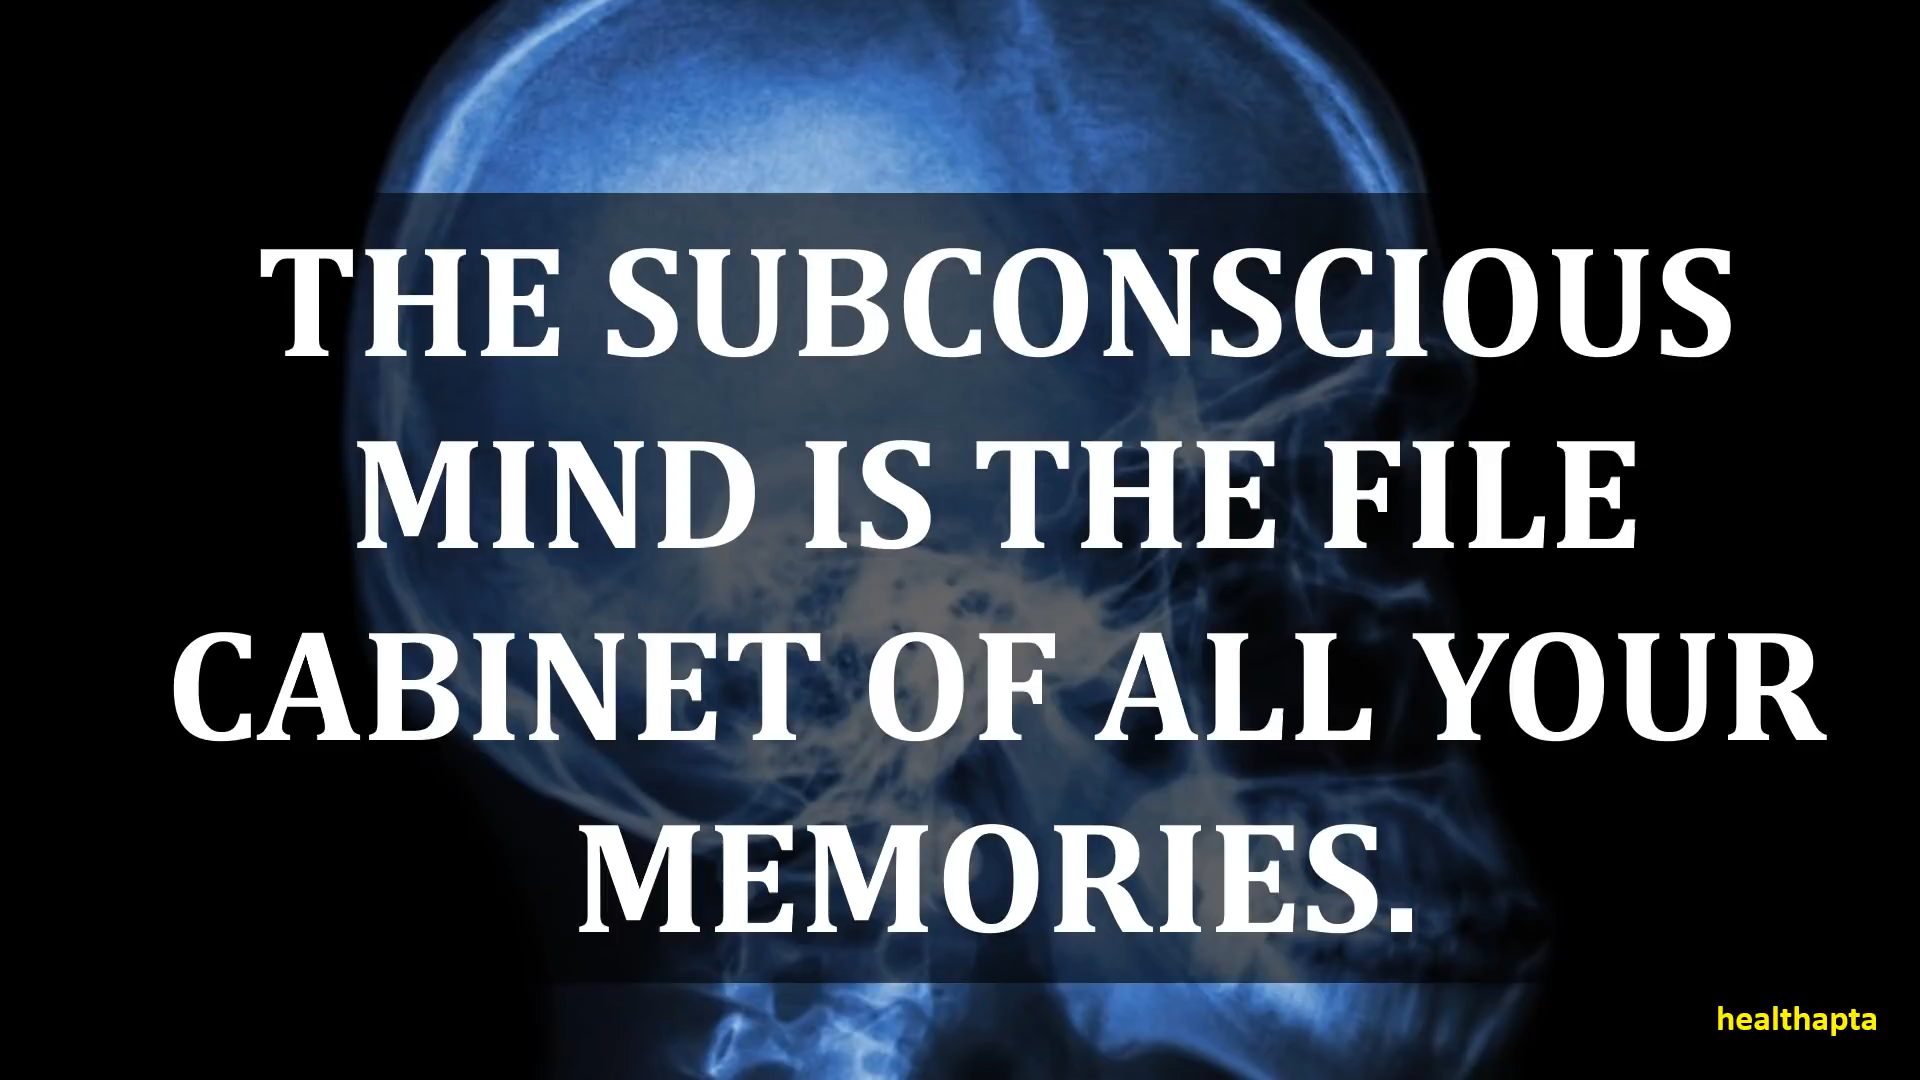 THE SUBCONSCIOUS
MIND IS THE FILE
CABINET OF ALL YOUR
MEMORIES.
healthapta